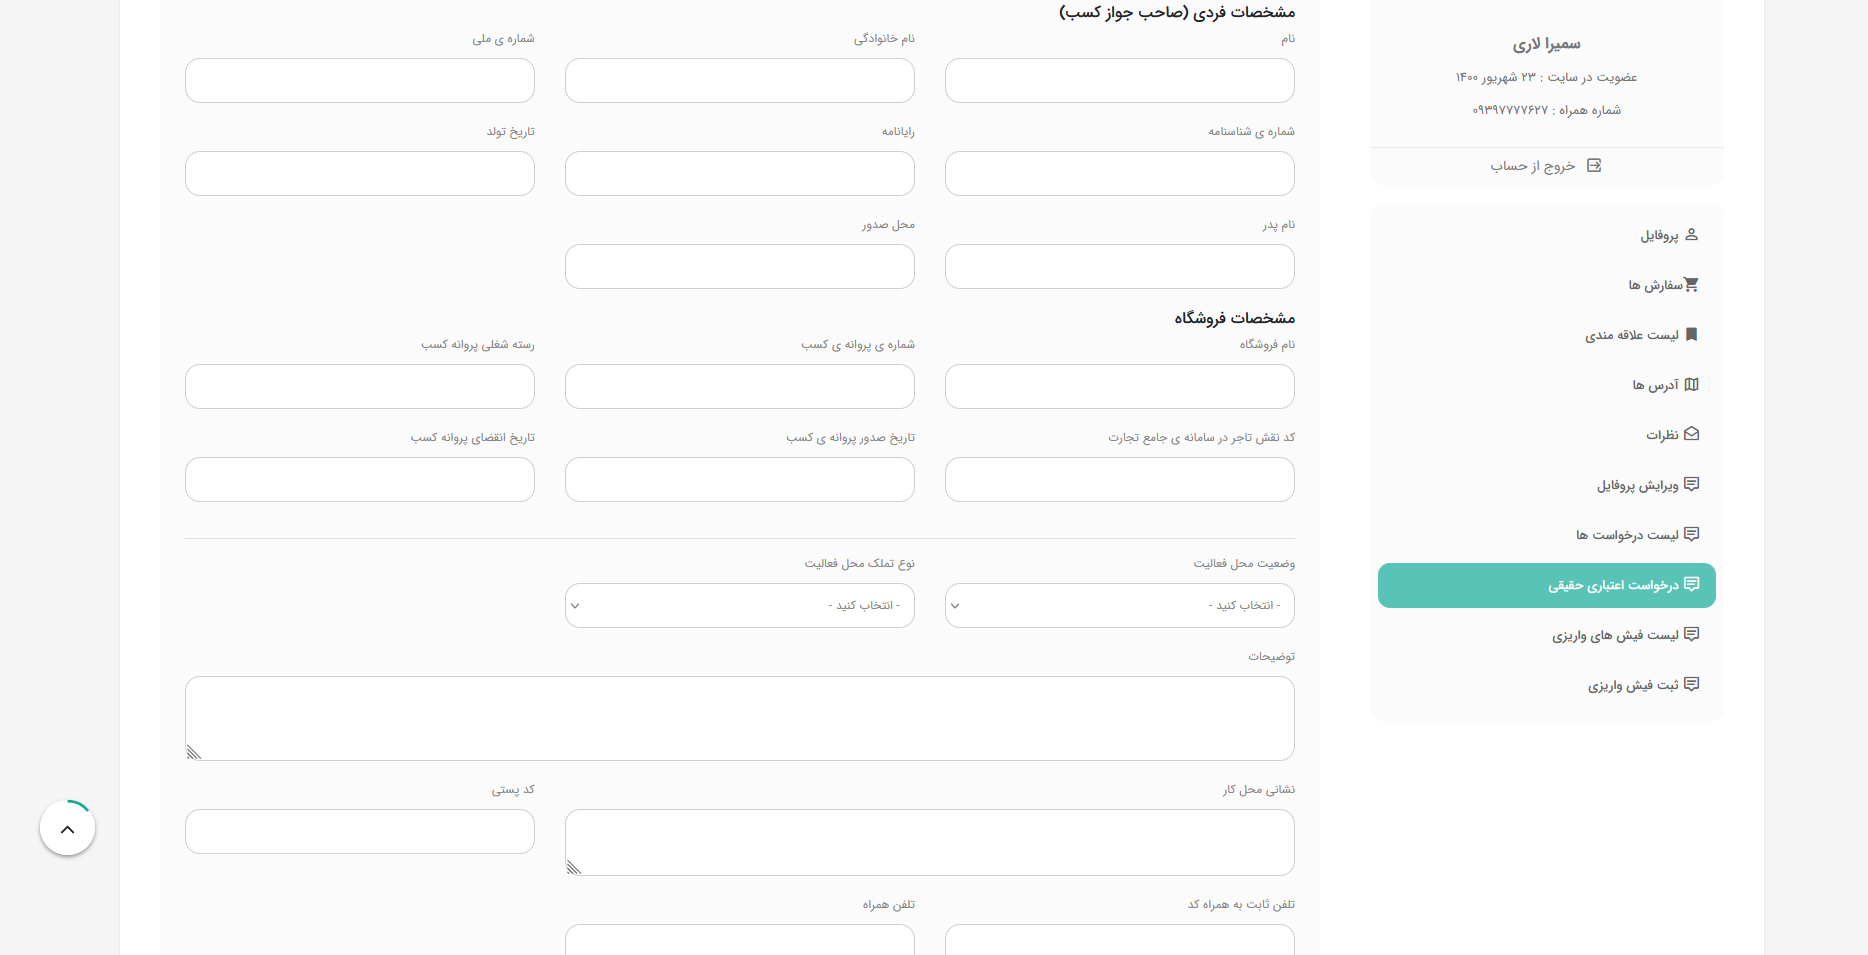 سمیرا لاری
عضویت در سایت : ۲۳ شهریور ۱۴۰۰
شماره همراه : ۰۹۳۹۷۷۷۷۶۲۷
خروج از حساب
پروفایل
سفارش ها
لیست علاقه مندی
آدرس ها
نظرات
ویرایش پروفایل
لیست درخواست ها
درخواست اعتباری حقیقی
لیست فیش های واریزی
ثبت فیش واریزی
مشخصات فردی (صاحب جواز کسب)
نام
نام خانوادگی
شماره ی ملی
شماره ی شناسنامه
رایانامه
تاریخ تولد
نام پدر
محل صدور
مشخصات فروشگاه
نام فروشگاه
شماره ی پروانه ی کسب
رسته شغلی پروانه کسب
کد نقش تاجر در سامانه ی جامع تجارت
تاریخ صدور پروانه ی کسب
تاریخ انقضای پروانه کسب
وضعیت محل فعالیت
نوع تملک محل فعالیت
- انتخاب کنید -
- انتخاب کنید -
توضیحات
نشانی محل کار
کد پستی
تلفن ثابت به همراه کد
تلفن همراه